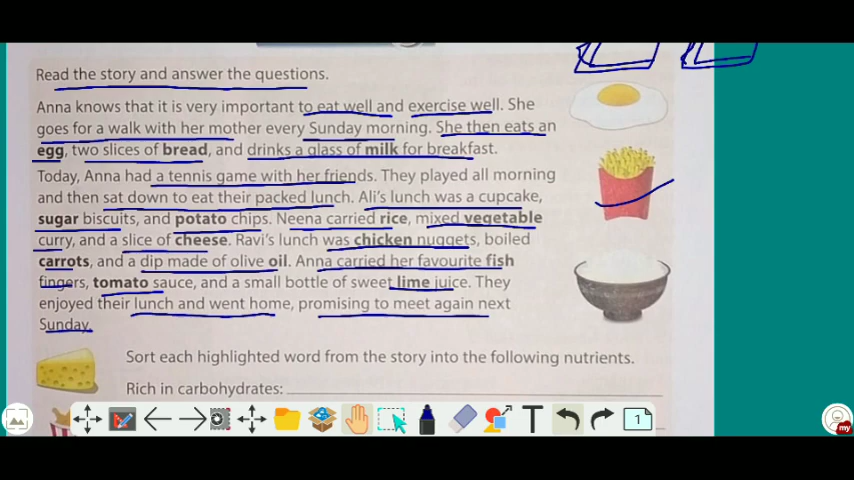 Read the story and answer the questions.
Anna knows that it is very important to eat well and exercise well. She
goes for a walk with her mother every Sunday morning. She then eats an
egg, two slices of bread, and drinks a glass of milk for breakfast.
Today, Anna had a tennis game with her friends. They played all morning
and then sat down to eat their packed lunch. Ali's lunch was a cupcake,
sugar biscuits, and potato chips. Neena carried rice, mixed vegetable
curry, and a slice of cheese. Ravi's lunch was chicken nuggets, boiled
carrots, and a dip made of olive oil. Anna carried her favourite fish
fingers, tomato sauce, and a small bottle of sweet lime juice. They
enjoyed their lunch and went home, promising to meet again next
Sunday.
Sort each highlighted word from the story into the following nutrients.
Rich in carbohydrates:
T 1
my